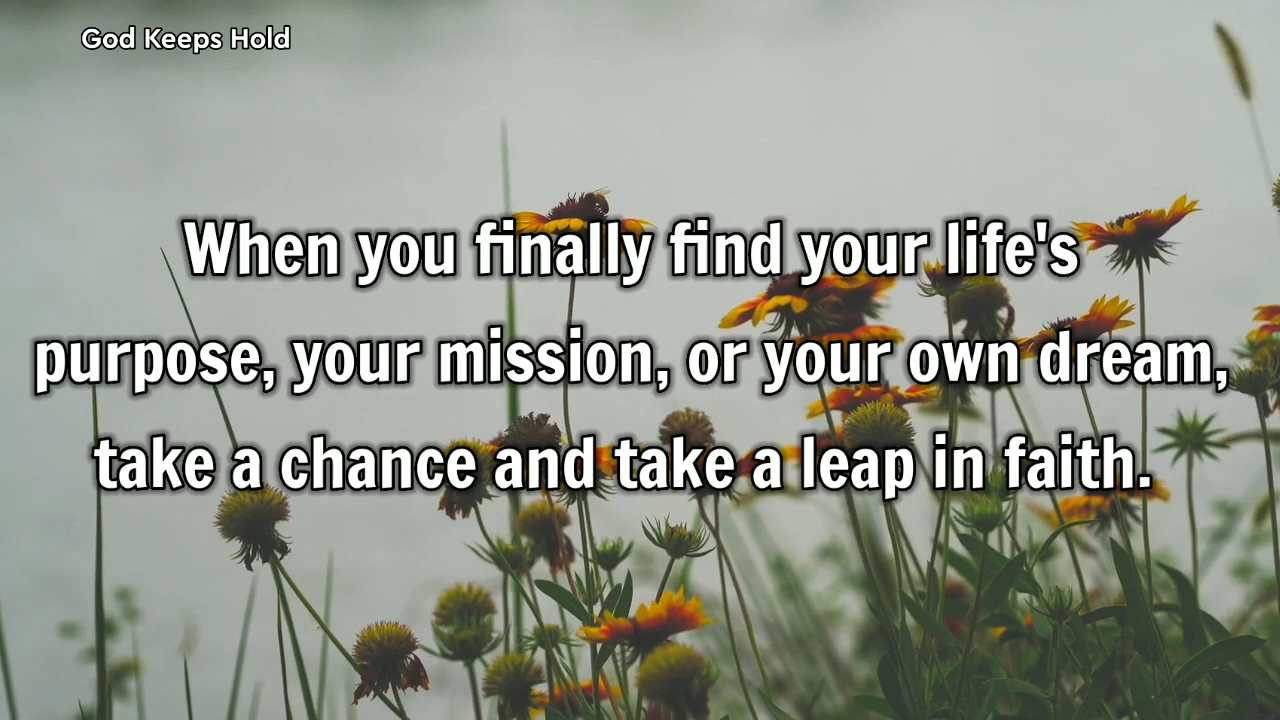 God Keeps Hold
When you finally find your life's
purpose, your mission, or your own dream,
take a chance and take a leap in faith.